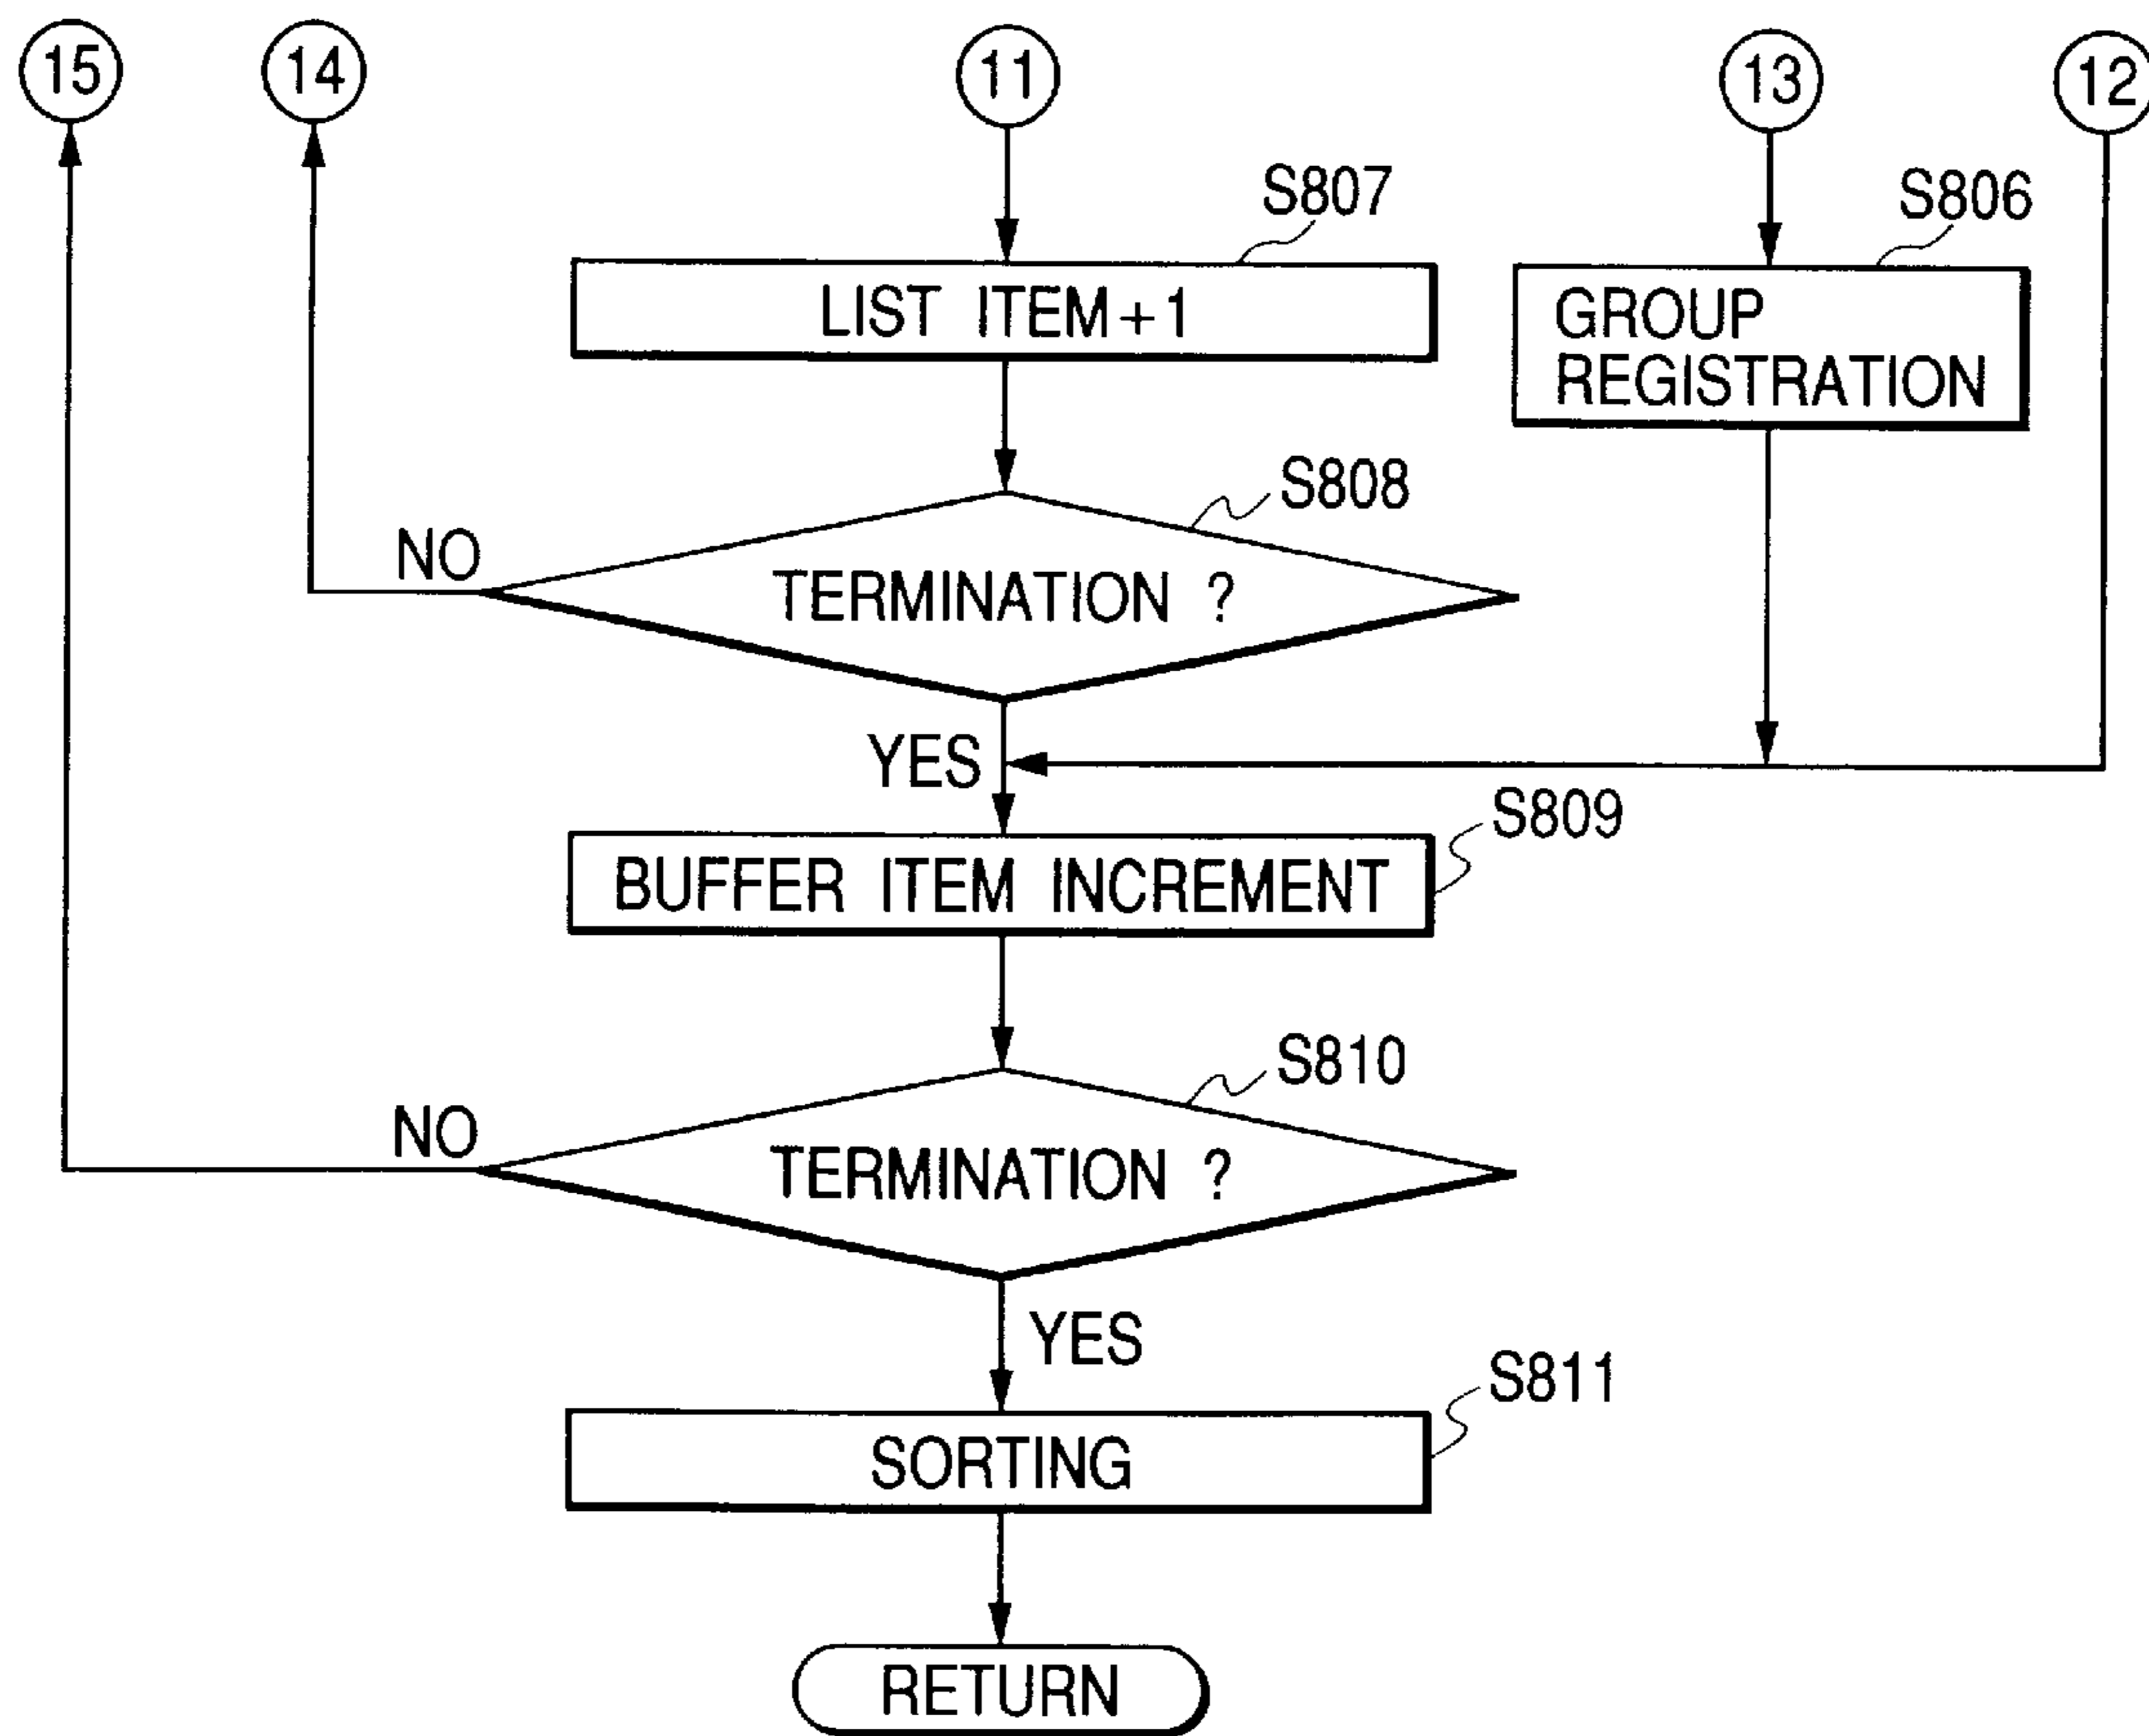 15
14
11
13
12
S807
S806
LIST ITEM+1
GROUP
REGISTRATION
S808
NO
TERMINATION ?
YES
S809
BUFFER ITEM INCREMENT
S810
NO
TERMINATION ?
YES
S811
SORTING
RETURN